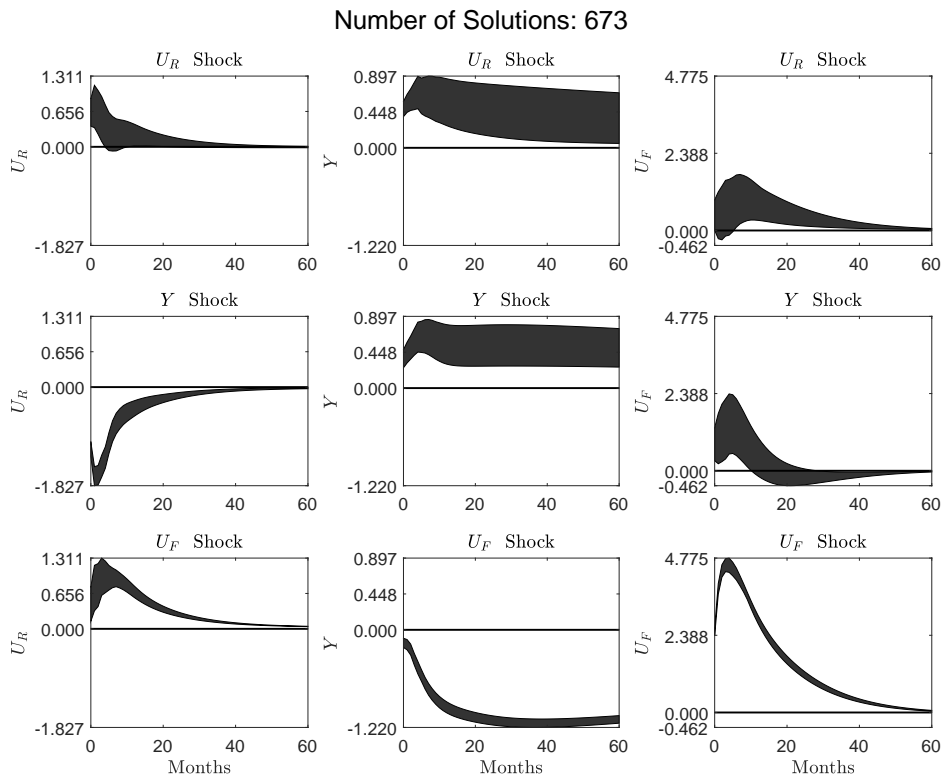 Number of Solutions: 673
U_R Shock
U_R Shock
U_R Shock
1.311
0.656
0.000
-1.827
U_R
0 20 40 60
0.897
0.448
0.000
-1.220
Y
0 20 40 60
4.775
2.388
0.000
-0.462
U_F
0 20 40 60
Y Shock
Y Shock
Y Shock
1.311
0.656
0.000
-1.827
U_R
0 20 40 60
0.897
0.448
0.000
-1.220
Y
0 20 40 60
4.775
2.388
0.000
-0.462
U_F
0 20 40 60
U_F Shock
U_F Shock
U_F Shock
1.311
0.656
0.000
-1.827
U_R
0 20 40 60
Months
0.897
0.448
0.000
-1.220
Y
0 20 40 60
Months
4.775
2.388
0.000
-0.462
U_F
0 20 40 60
Months